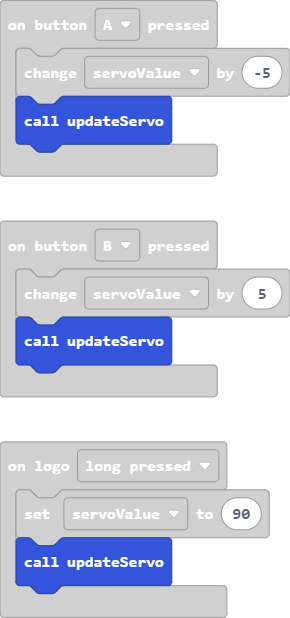 on button A pressed
change servoValue by -5
call updateServo
on button B pressed
change servoValue by 5
call updateServo
on logo long pressed
set servoValue to 90
call updateServo